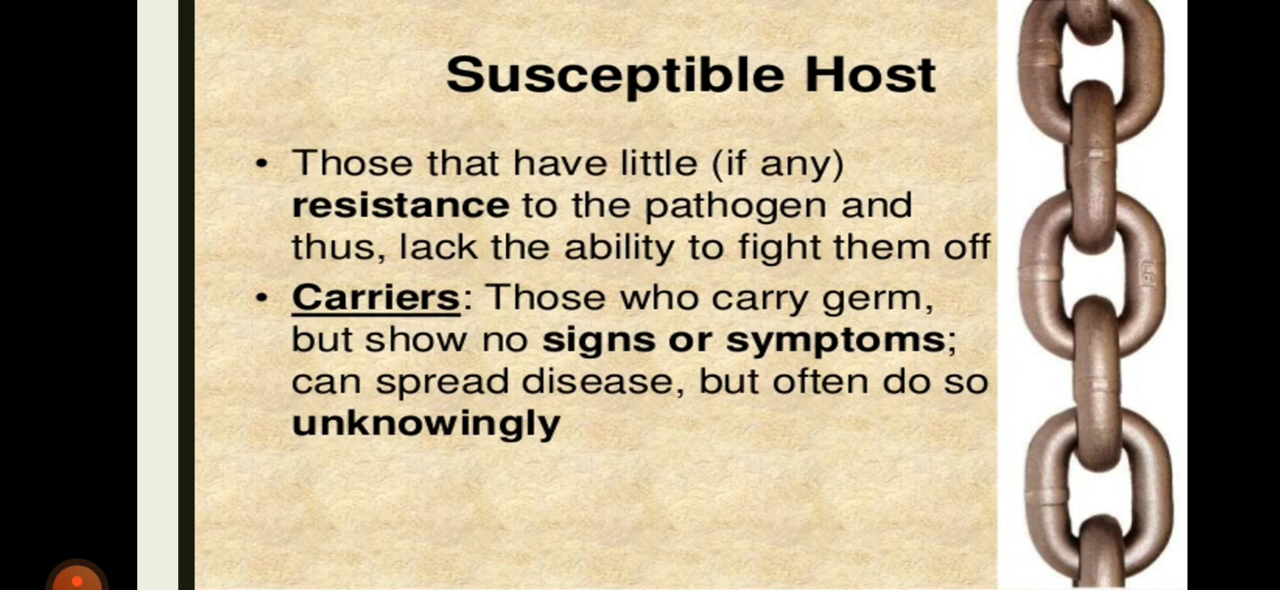 Susceptible Host
• Those that have little (if any)
resistance to the pathogen and
thus, lack the ability to fight them off
• Carriers: Those who carry germ,
but show no signs or symptoms;
can spread disease, but often do so
unknowingly